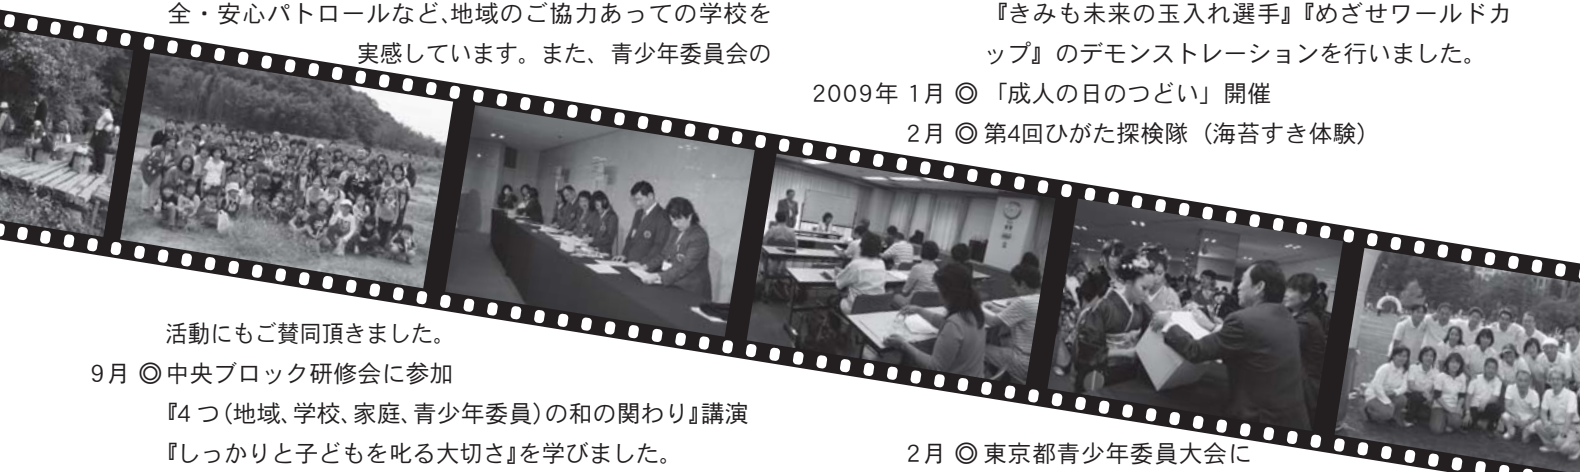 全・安心パトロールなど、地域のご協力あっての学校を
実感しています。また、青少年委員会の
活動にもご賛同頂きました。
9月 ◎中央ブロック研修会に参加
『4つ(地域、学校、家庭、青少年委員)の和の関わり』講演
『しっかりと子どもを叱る大切さ』を学びました。
『きみも未来の玉入れ選手』『めざせワールドカ
ップ』のデモンストレーションを行いました。
2009年 1月 ◎ 「成人の日のつどい」開催
2月 ◎ 第4回ひがた探検隊（海苔すき体験）
2月 ◎ 東京都青少年委員大会に